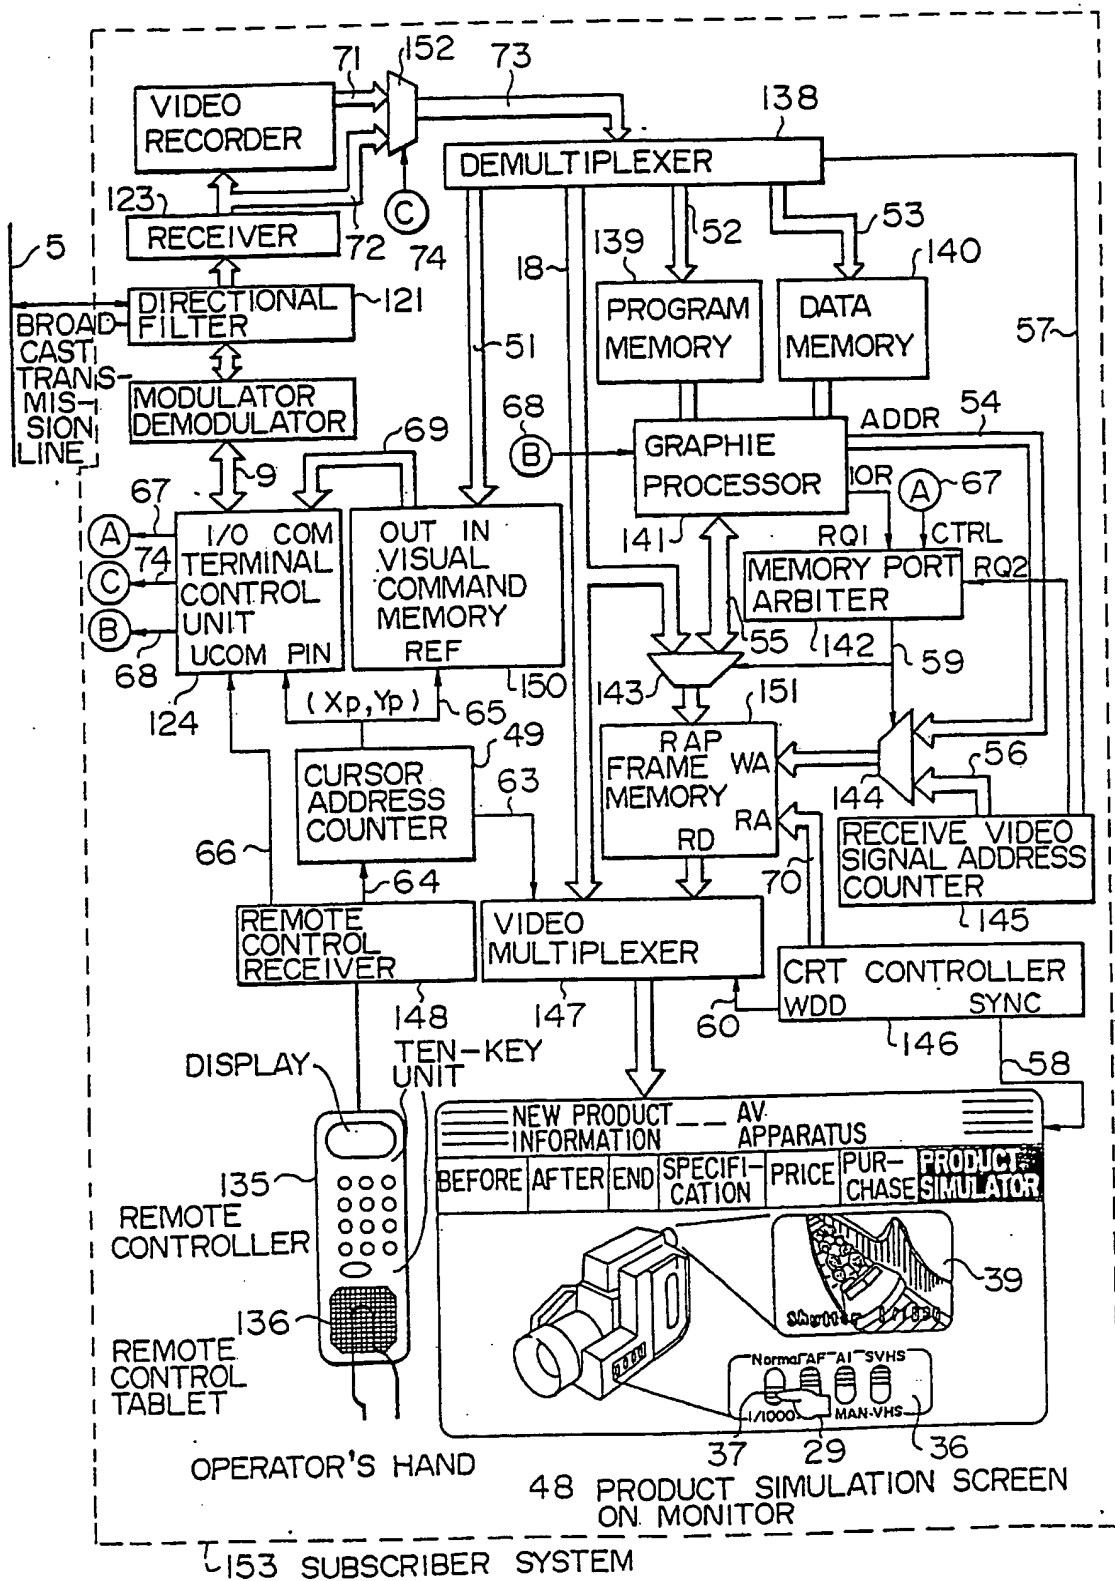 152
71
73
138
VIDEO
RECORDER
DEMULTIPLEXER
123
RECEIVER
C
72
74
5
52
53
18
139
140
DIRECTIONAL
FILTER
121
PROGRAM
MEMORY
DATA
MEMORY
57
BROAD
CAST
TRANS-
MIS-
SION
LINE
51
MODULATOR
DEMODULATOR
69
68
B
ADDR
54
GRAPHIE
PROCESSOR
9
IOR
A
67
67
A
74
C
B
68
I/O COM
TERMINAL
CONTROL
UNIT
UCOM PIN
OUT IN
VISUAL
COMMAND
MEMORY
REF
141
RQ1
CTRL
RQ2
MEMORY PORT
ARBITER
55
142
59
124
150
143
151
(Xp,Yp)
65
49
63
RAP
FRAME
MEMORY
WA
RA
RD
144
56
CURSOR
ADDRESS
COUNTER
66
64
70
RECEIVE VIDEO
SIGNAL ADDRESS
COUNTER
145
REMOTE
CONTROL
RECEIVER
VIDEO
MULTIPLEXER
CRT CONTROLLER
WDD SYNC
148
147
60
146
58
TEN-KEY
UNIT
DISPLAY
NEW PRODUCT
INFORMATION
AV.
APPARATUS
BEFORE
AFTER
END
SPECIFI-
CATION
PRICE
PUR-
CHASE
PRODUCT
SIMULATOR
135
REMOTE
CONTROLLER
39
Shutter 1/1000
136
REMOTE
CONTROL
TABLET
Normal AF AI SVHS
1/1000 MAN-VHS
37
29
36
OPERATOR'S HAND
48 PRODUCT SIMULATION SCREEN
ON MONITOR
153 SUBSCRIBER SYSTEM